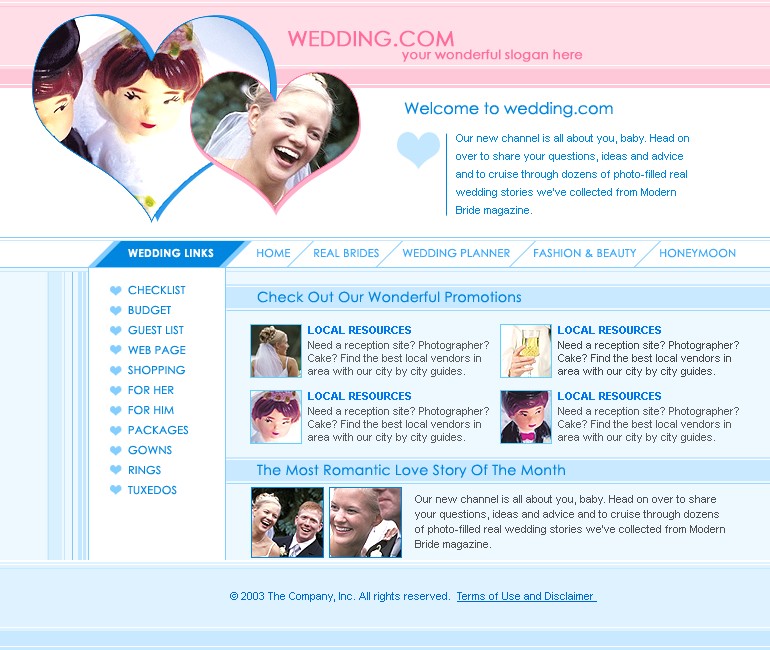 WEDDING.COM
your wonderful slogan here
Welcome to wedding.com
Our new channel is all about you, baby. Head on
over to share your questions, ideas and advice
and to cruise through dozens of photo-filled real
wedding stories we've collected from Modern
Bride magazine.
WEDDING LINKS HOME REAL BRIDES WEDDING PLANNER FASHION & BEAUTY HONEYMOON
CHECKLIST
BUDGET
GUEST LIST
WEB PAGE
SHOPPING
FOR HER
FOR HIM
PACKAGES
GOWNS
RINGS
TUXEDOS
Check Out Our Wonderful Promotions
LOCAL RESOURCES
Need a reception site? Photographer?
Cake? Find the best local vendors in
area with our city by city guides.
LOCAL RESOURCES
Need a reception site? Photographer?
Cake? Find the best local vendors in
area with our city by city guides.
LOCAL RESOURCES
Need a reception site? Photographer?
Cake? Find the best local vendors in
area with our city by city guides.
LOCAL RESOURCES
Need a reception site? Photographer?
Cake? Find the best local vendors in
area with our city by city guides.
The Most Romantic Love Story Of The Month
Our new channel is all about you, baby. Head on over to share
your questions, ideas and advice and to cruise through dozens
of photo-filled real wedding stories we've collected from Modern
Bride magazine.
© 2003 The Company, Inc. All rights reserved. Terms of Use and Disclaimer